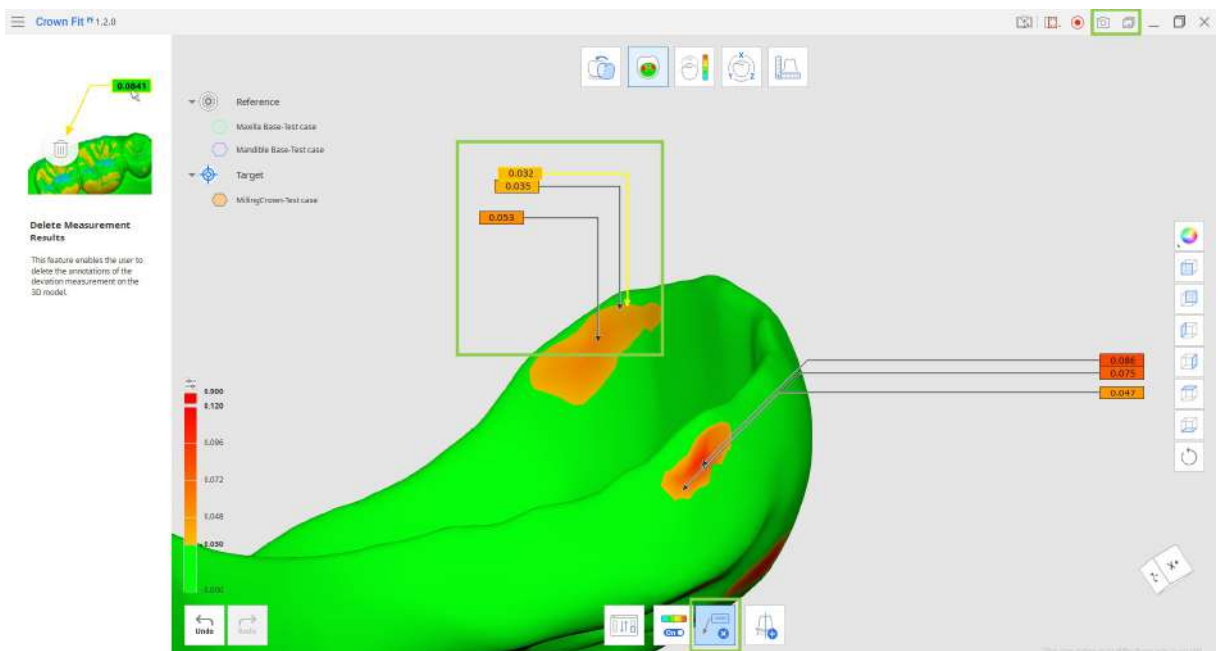 Crown Fit 1.2.0
0.0841
Delete Measurement
Results
This feature enables the user to
delete the annotations of the
deviation measurement on the
3D model.
Reference
Maxilla Base-Test case
Mandible Base-Test case
Target
MillingCrown-Test case
0.032
0.035
0.053
0.086
0.075
0.047
0.900
0.120
0.096
0.072
0.048
0.030
0.000
Undo
Redo
On
X
Y
Z
Z-
X+